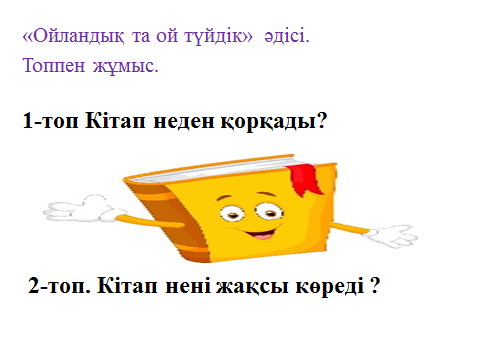 «Ойландық та ой түйдік» әдісі.
Топпен жұмыс.
1-топ Кітап неден қорқады?
2-топ. Кітап нені жақсы көреді ?